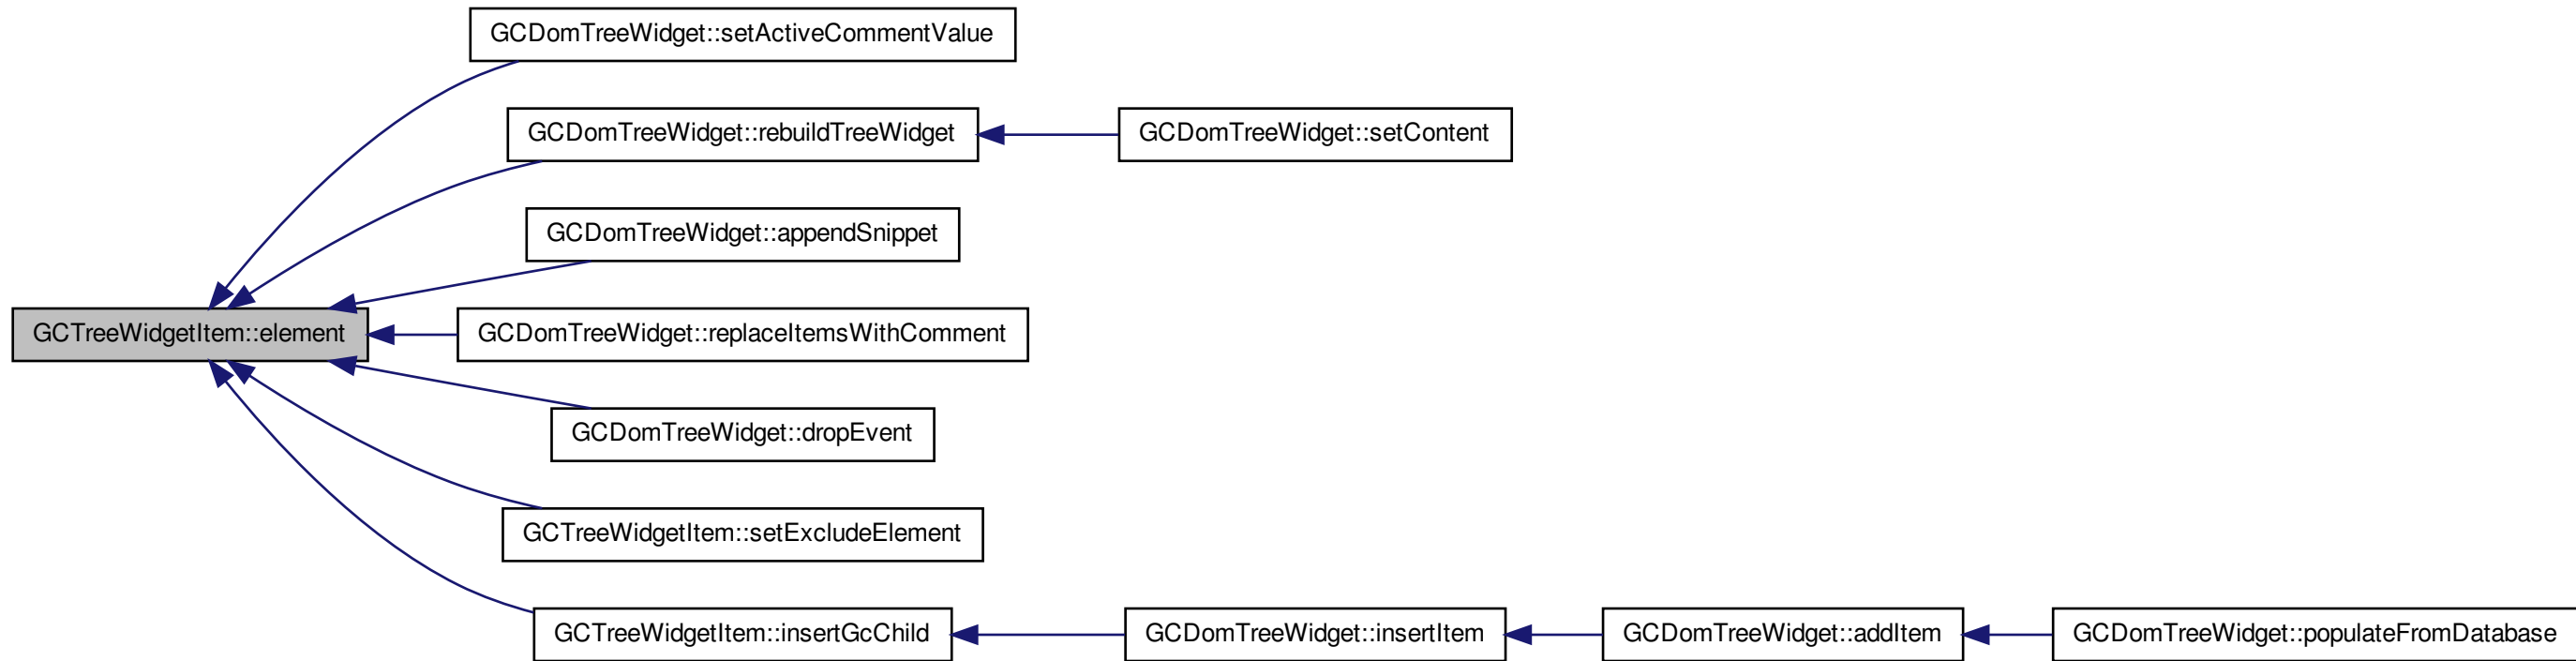 GCDomTreeWidget::setActiveCommentValue
GCDomTreeWidget::rebuildTreeWidget
GCDomTreeWidget::setContent
GCDomTreeWidget::appendSnippet
GCTreeWidgetItem::element
GCDomTreeWidget::replaceItemsWithComment
GCDomTreeWidget::dropEvent
GCTreeWidgetItem::setExcludeElement
GCTreeWidgetItem::insertGcChild
GCDomTreeWidget::insertItem
GCDomTreeWidget::addItem
GCDomTreeWidget::populateFromDatabase